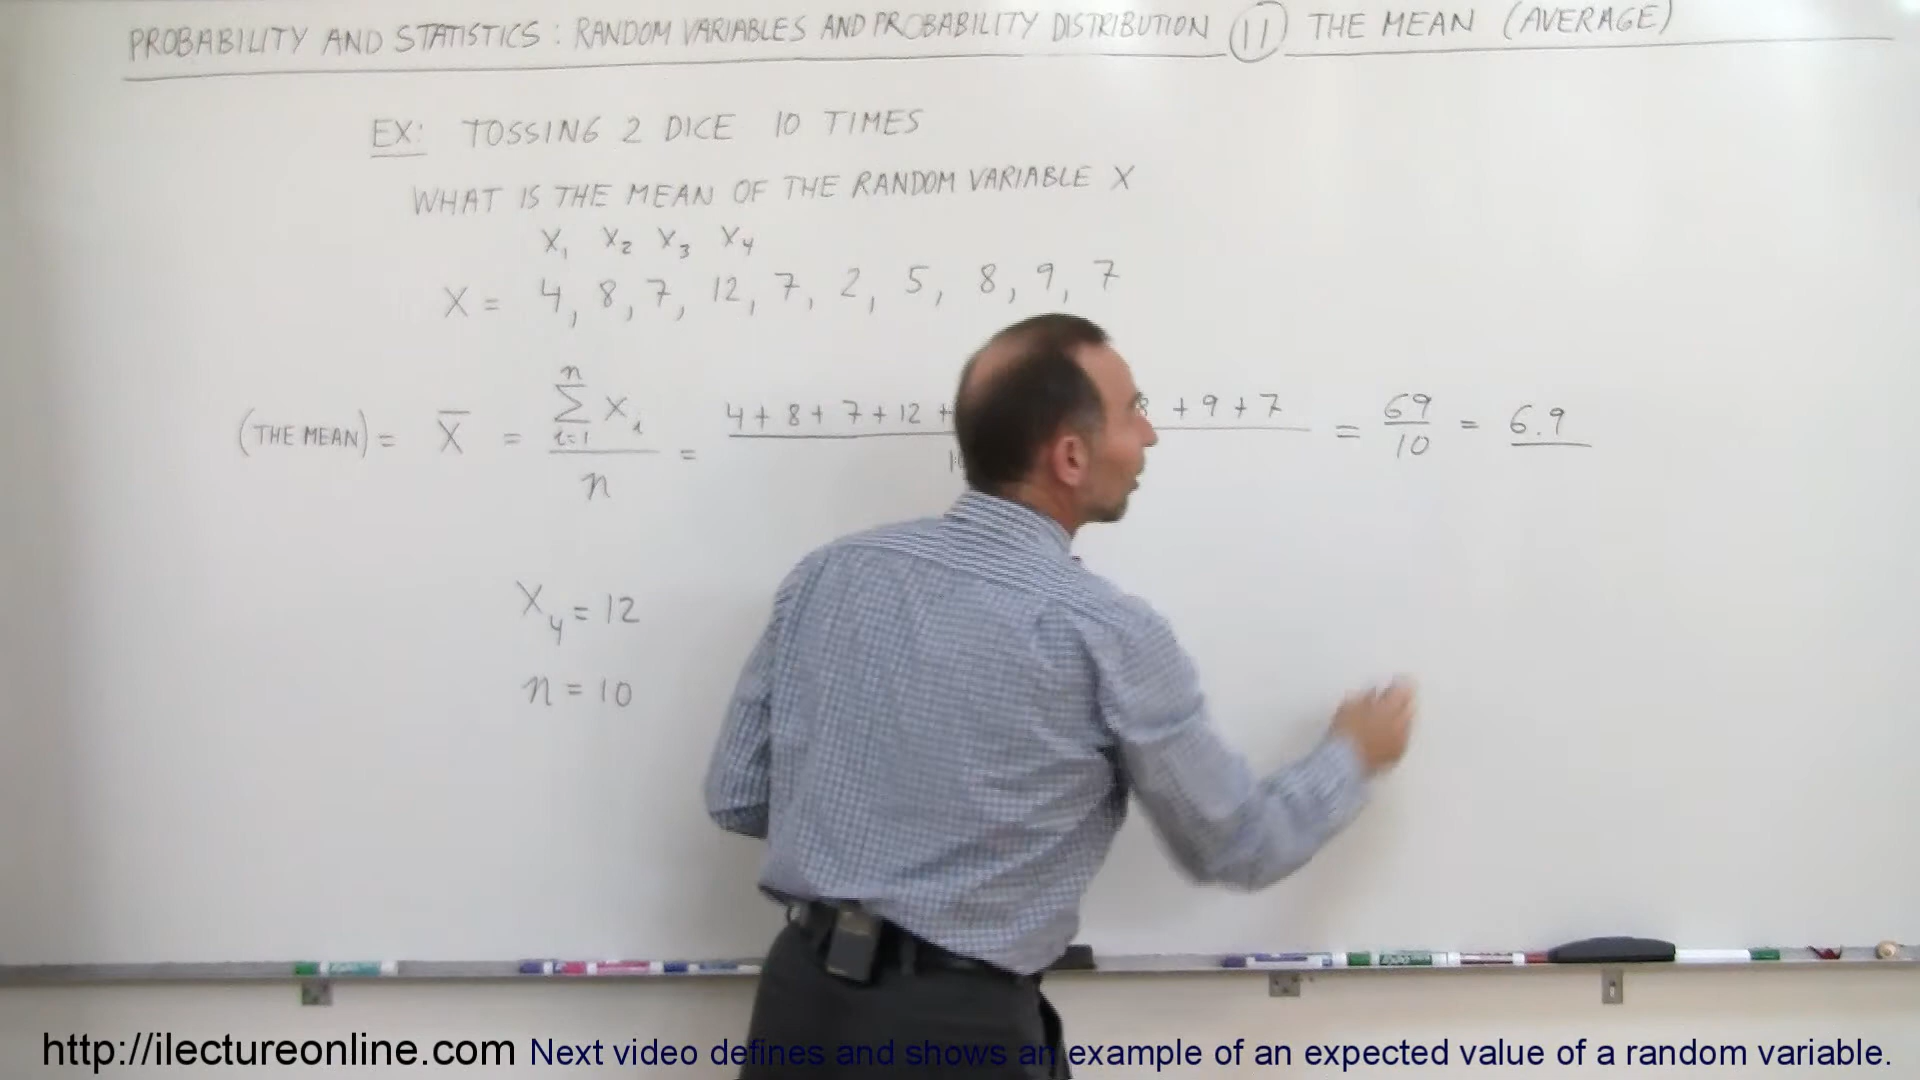 PROBABILITY AND STATISTICS: RANDOM VARIABLES AND PROBABILITY DISTRIBUTION 11 THE MEAN (AVERAGE)
EX: TOSSING 2 DICE 10 TIMES
WHAT IS THE MEAN OF THE RANDOM VARIABLE X
X₁ X₂ X₃ X₄
X = 4, 8, 7, 12, 7, 2, 5, 8, 9, 7
n
Σ Xᵢ 4 + 8 + 7 + 12 + 8 + 9 + 7 69
(THE MEAN) = X̅ = i=1 = = = 6.9
n 10
X₄ = 12
n = 10
http://ilectureonline.com Next video defines and shows an example of an expected value of a random variable.